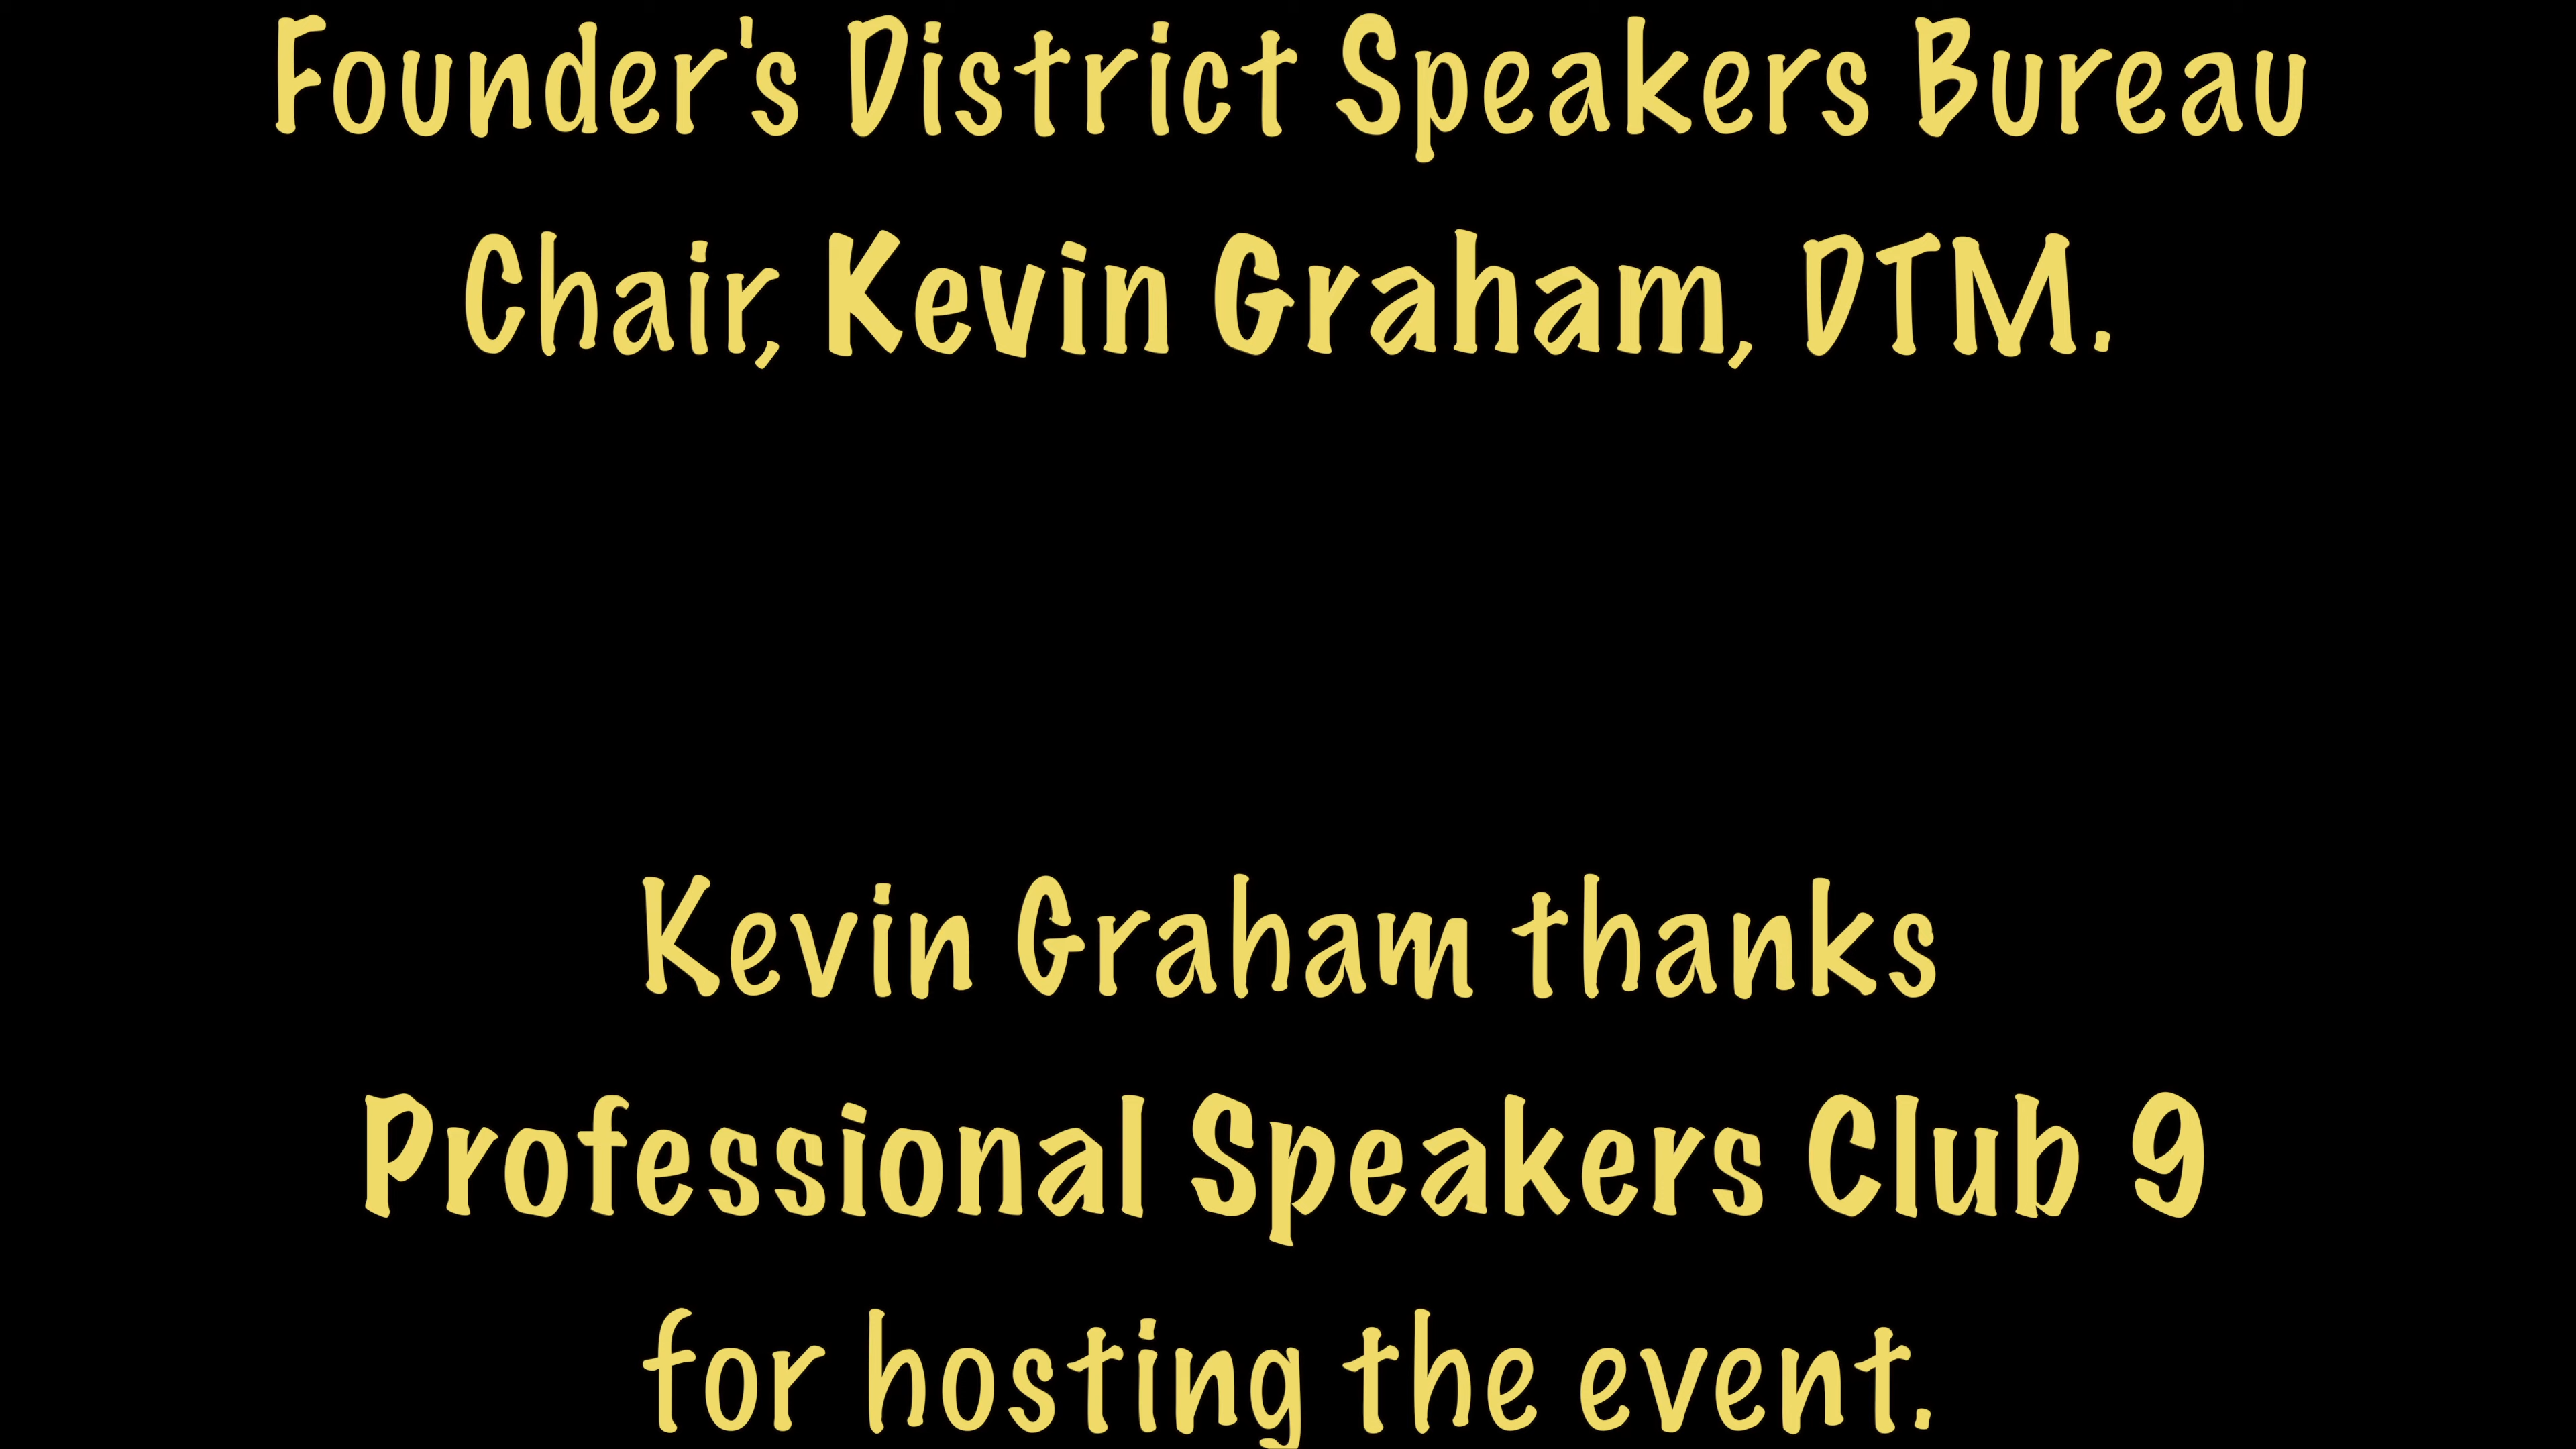 Founder's District Speakers Bureau
Chair, Kevin Graham, DTM.
Kevin Graham thanks
Professional Speakers Club 9
for hosting the event.